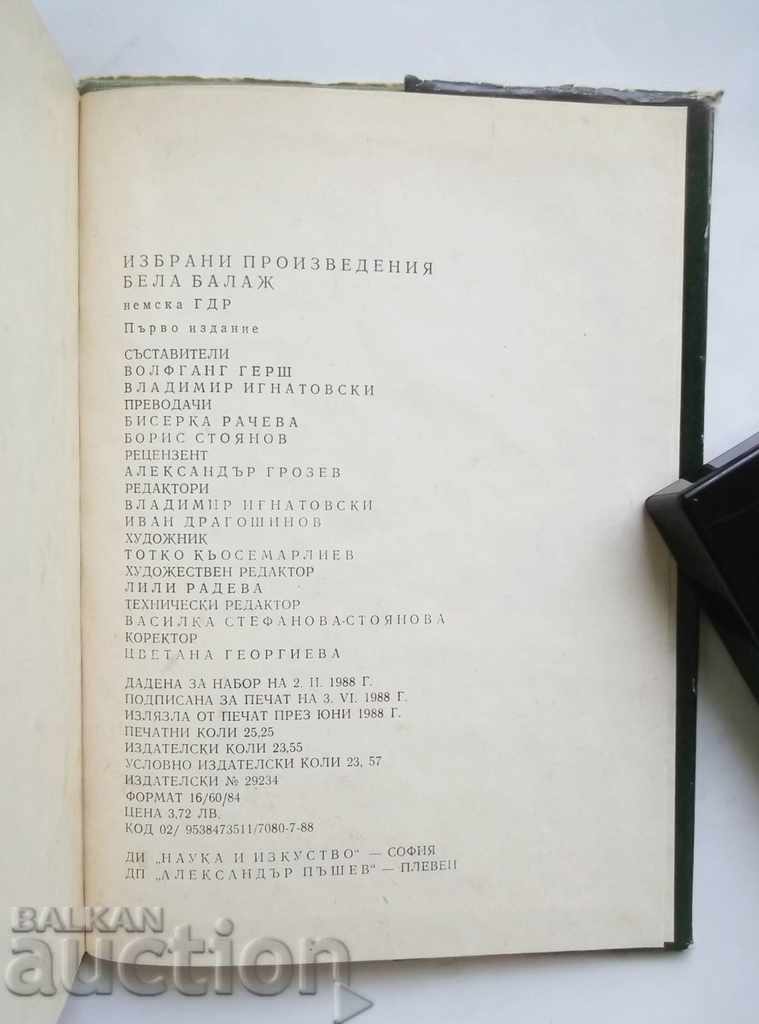 ИЗБРАНИ ПРОИЗВЕДЕНИЯ
БЕЛА БАЛАЖ
немска ГДР
Първо издание
СЪСТАВИТЕЛИ
ВОЛФГАНГ ГЕРШ
ВЛАДИМИР ИГНАТОВСКИ
ПРЕВОДАЧИ
БИСЕРКА РАЧЕВА
БОРИС СТОЯНОВ
РЕЦЕНЗЕНТ
АЛЕКСАНДЪР ГРОЗЕВ
РЕДАКТОРИ
ВЛАДИМИР ИГНАТОВСКИ
ИВАН ДРАГОШИНОВ
ХУДОЖНИК
ТОТКО КЬОСЕМАРЛИЕВ
ХУДОЖЕСТВЕН РЕДАКТОР
ЛИЛИ РАДЕВА
ТЕХНИЧЕСКИ РЕДАКТОР
ВАСИЛКА СТЕФАНОВА-СТОЯНОВА
КОРЕКТОР
ЦВЕТАНА ГЕОРГИЕВА
ДАДЕНА ЗА НАБОР НА 2. II. 1988 Г.
ПОДПИСАНА ЗА ПЕЧАТ НА 3. VI. 1988 Г.
ИЗЛЯЗЛА ОТ ПЕЧАТ ПРЕЗ ЮНИ 1988 Г.
ПЕЧАТНИ КОЛИ 25,25
ИЗДАТЕЛСКИ КОЛИ 23,55
УСЛОВНО ИЗДАТЕЛСКИ КОЛИ 23, 57
ИЗДАТЕЛСКИ № 29234
ФОРМАТ 16/60/84
ЦЕНА 3,72 ЛВ.
КОД 02/ 9538473511/7080-7-88
ДИ „НАУКА И ИЗКУСТВО“ — СОФИЯ
ДП „АЛЕКСАНДЪР ПЪШЕВ“ — ПЛЕВЕН
BALKAN
auction